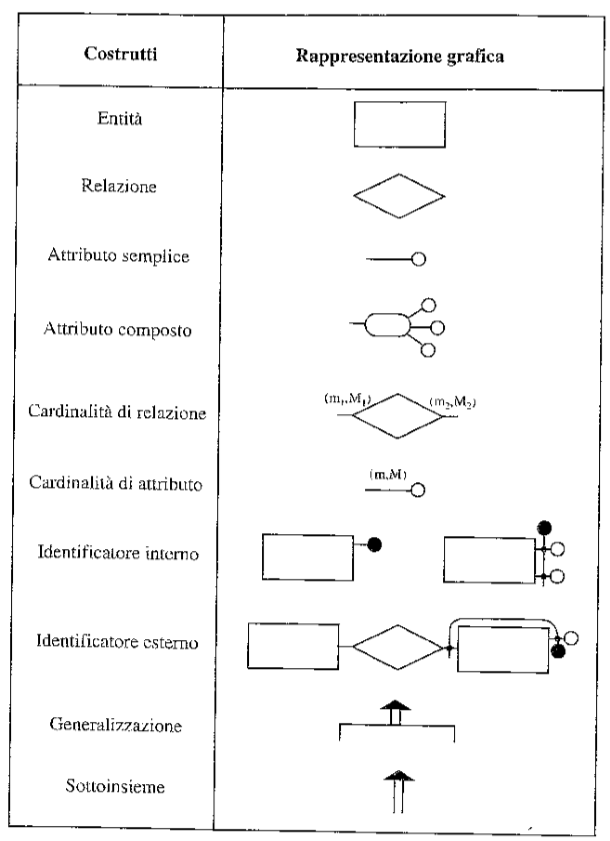 Costrutti Rappresentazione grafica
Entità
Relazione
Attributo semplice
Attributo composto
Cardinalità di relazione (m₁,M₁) (m₂,M₂)
Cardinalità di attributo (m,M)
Identificatore interno
Identificatore esterno
Generalizzazione
Sottoinsieme